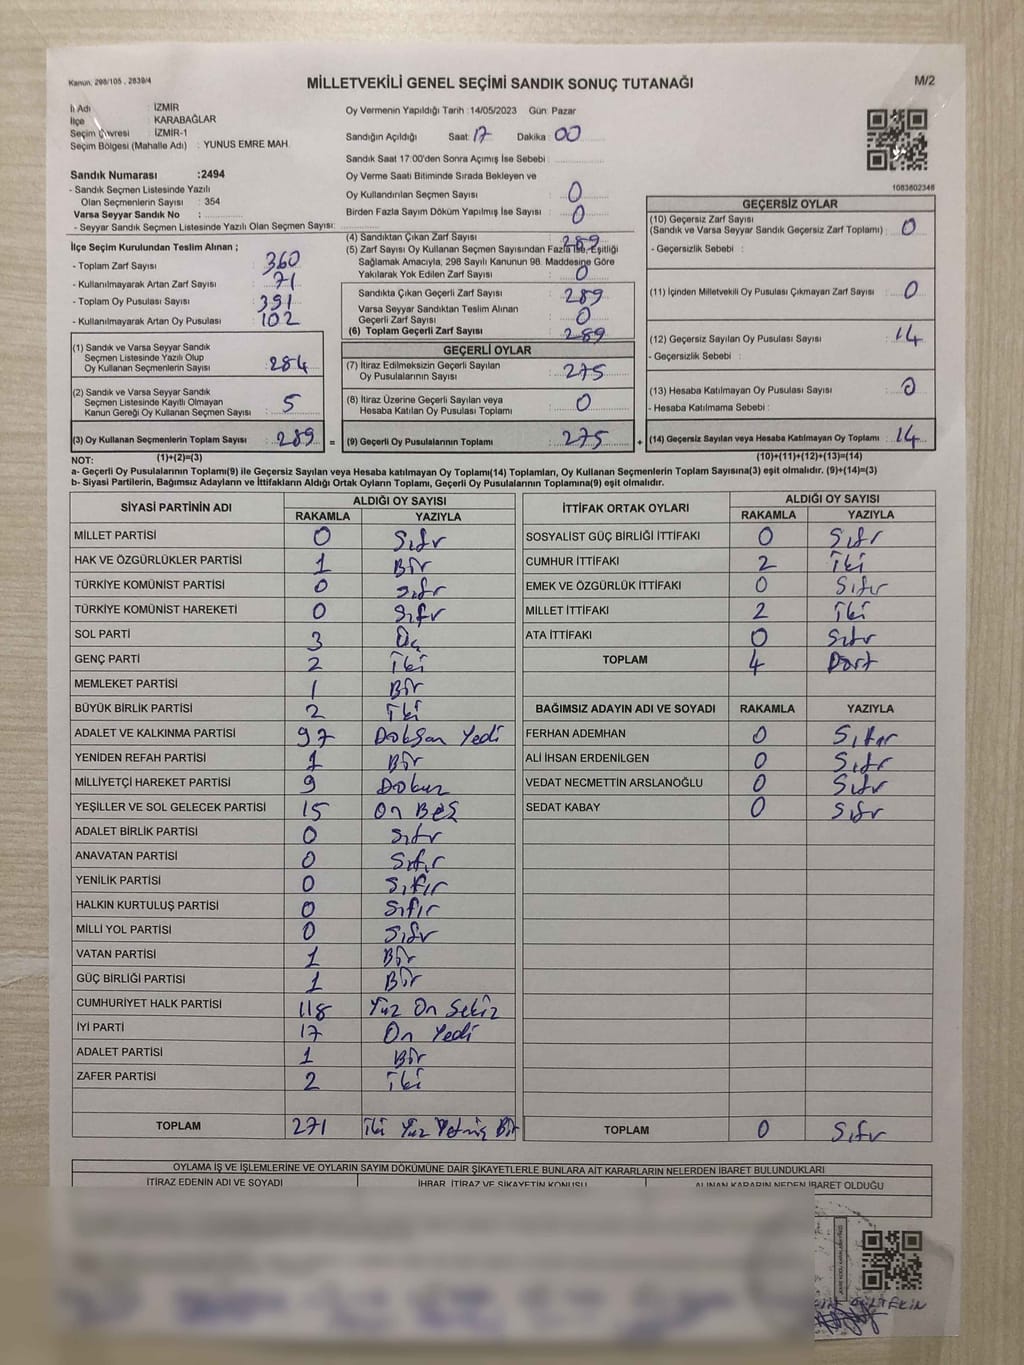 Kanun, 298/105 , 2839/4
MİLLETVEKİLİ GENEL SEÇİMİ SANDIK SONUÇ TUTANAĞI
M/2
İl Adı : İZMİR
İlçe : KARABAĞLAR
Seçim Çevresi : İZMİR-1
Seçim Bölgesi (Mahalle Adı) : YUNUS EMRE MAH.
Sandık Numarası :2494
- Sandık Seçmen Listesinde Yazılı
Olan Seçmenlerin Sayısı : 354
Varsa Seyyar Sandık No :
- Seyyar Sandık Seçmen Listesinde Yazılı Olan Seçmen Sayısı:
Oy Vermenin Yapıldığı Tarih :14/05/2023 Gün: Pazar
Sandığın Açıldığı Saat: 17 Dakika: 00
Sandık Saat 17:00'den Sonra Açımış İse Sebebi :
Oy Verme Saati Bitiminde Sırada Bekleyen ve
Oy Kullandırılan Seçmen Sayısı : 0
Birden Fazla Sayım Döküm Yapılmış İse Sayısı : 0
1083602346
İlçe Seçim Kurulundan Teslim Alınan ;
- Toplam Zarf Sayısı : 360
- Kullanılmayarak Artan Zarf Sayısı : 71
- Toplam Oy Pusulası Sayısı : 391
- Kullanılmayarak Artan Oy Pusulası : 102
(1) Sandık ve Varsa Seyyar Sandık
Seçmen Listesinde Yazılı Olup
Oy Kullanan Seçmenlerin Sayısı : 284
(2) Sandık ve Varsa Seyyar Sandık
Seçmen Listesinde Kayıtlı Olmayan
Kanun Gereği Oy Kullanan Seçmen Sayısı : 5
(3) Oy Kullanan Seçmenlerin Toplam Sayısı : 289 =
(1)+(2)=(3)
(4) Sandıktan Çıkan Zarf Sayısı : 289
(5) Zarf Sayısı Oy Kullanan Seçmen Sayısından Fazla İse, Eşitliği
Sağlamak Amacıyla, 298 Sayılı Kanunun 98. Maddesine Göre
Yakılarak Yok Edilen Zarf Sayısı : 0
Sandıkta Çıkan Geçerli Zarf Sayısı : 289
Varsa Seyyar Sandıktan Teslim Alınan
Geçerli Zarf Sayısı : 0
(6) Toplam Geçerli Zarf Sayısı : 289
GEÇERLİ OYLAR
(7) İtiraz Edilmeksizin Geçerli Sayılan
Oy Pusulalarının Sayısı : 275
(8) İtiraz Üzerine Geçerli Sayılan veya
Hesaba Katılan Oy Pusulası Toplamı : 0
(9) Geçerli Oy Pusulalarının Toplamı : 275 +
GEÇERSİZ OYLAR
(10) Geçersiz Zarf Sayısı
(Sandık ve Varsa Seyyar Sandık Geçersiz Zarf Toplamı) : 0
- Geçersizlik Sebebi :
(11) İçinden Milletvekili Oy Pusulası Çıkmayan Zarf Sayısı : 0
(12) Geçersiz Sayılan Oy Pusulası Sayısı : 14
- Geçersizlik Sebebi :
(13) Hesaba Katılmayan Oy Pusulası Sayısı : 0
- Hesaba Katılmama Sebebi :
(14) Geçersiz Sayılan veya Hesaba Katılmayan Oy Toplamı : 14
(10)+(11)+(12)+(13)=(14)
NOT:
a- Geçerli Oy Pusulalarının Toplamı(9) ile Geçersiz Sayılan veya Hesaba katılmayan Oy Toplamı(14) Toplamları, Oy Kullanan Seçmenlerin Toplam Sayısına(3) eşit olmalıdır. (9)+(14)=(3)
b- Siyasi Partilerin, Bağımsız Adayların ve İttifakların Aldığı Ortak Oyların Toplamı, Geçerli Oy Pusulalarının Toplamına(9) eşit olmalıdır.
SİYASİ PARTİNİN ADI ALDIĞI OY SAYISI
RAKAMLA YAZIYLA
MİLLET PARTİSİ 0 Sıfır
HAK VE ÖZGÜRLÜKLER PARTİSİ 1 Bir
TÜRKİYE KOMÜNİST PARTİSİ 0 Sıfır
TÜRKİYE KOMÜNİST HAREKETİ 0 Sıfır
SOL PARTİ 3 Üç
GENÇ PARTİ 2 İki
MEMLEKET PARTİSİ 1 Bir
BÜYÜK BİRLİK PARTİSİ 2 İki
ADALET VE KALKINMA PARTİSİ 97 Doksan Yedi
YENİDEN REFAH PARTİSİ 1 Bir
MİLLİYETÇİ HAREKET PARTİSİ 9 Dokuz
YEŞİLLER VE SOL GELECEK PARTİSİ 15 On Beş
ADALET BİRLİK PARTİSİ 0 Sıfır
ANAVATAN PARTİSİ 0 Sıfır
YENİLİK PARTİSİ 0 Sıfır
HALKIN KURTULUŞ PARTİSİ 0 Sıfır
MİLLİ YOL PARTİSİ 0 Sıfır
VATAN PARTİSİ 1 Bir
GÜÇ BİRLİĞİ PARTİSİ 1 Bir
CUMHURİYET HALK PARTİSİ 118 Yüz On Sekiz
İYİ PARTİ 17 On Yedi
ADALET PARTİSİ 1 Bir
ZAFER PARTİSİ 2 İki
TOPLAM 271 İki Yüz Yetmiş Bir
İTTİFAK ORTAK OYLARI ALDIĞI OY SAYISI
RAKAMLA YAZIYLA
SOSYALİST GÜÇ BİRLİĞİ İTTİFAKI 0 Sıfır
CUMHUR İTTİFAKI 2 İki
EMEK VE ÖZGÜRLÜK İTTİFAKI 0 Sıfır
MİLLET İTTİFAKI 2 İki
ATA İTTİFAKI 0 Sıfır
TOPLAM 4 Dört
BAĞIMSIZ ADAYIN ADI VE SOYADI RAKAMLA YAZIYLA
FERHAN ADEMHAN 0 Sıfır
ALİ İHSAN ERDENİLGEN 0 Sıfır
VEDAT NECMETTİN ARSLANOĞLU 0 Sıfır
SEDAT KABAY 0 Sıfır
TOPLAM 0 Sıfır
OYLAMA İŞ VE İŞLEMLERİNE VE OYLARIN SAYIM DÖKÜMÜNE DAİR ŞİKAYETLERLE BUNLARA AİT KARARLARIN NELERDEN İBARET BULUNDUKLARI
İTİRAZ EDENİN ADI VE SOYADI İHBAR, İTİRAZ VE ŞİKAYETİN KONUSU ALINAN KARARIN NEDEN İBARET OLDUĞU